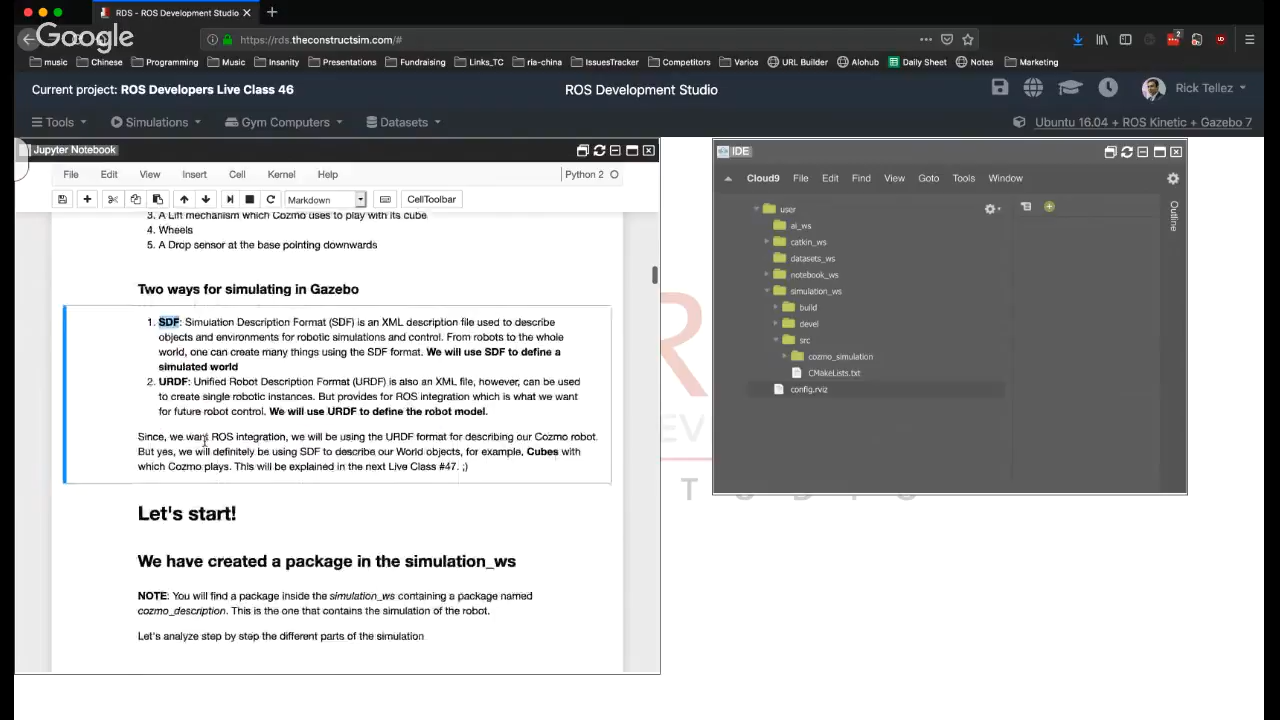 RDS - ROS Development Studio
Google
https://rds.theconstructsim.com/#
music Chinese Programming Music Insanity Presentations Fundraising Links_TC ria-china IssuesTracker Competitors Varios URL Builder Alohub Daily Sheet Notes Marketing
Current project: ROS Developers Live Class 46
ROS Development Studio
Rick Tellez
Tools Simulations Gym Computers Datasets
Ubuntu 16.04 + ROS Kinetic + Gazebo 7
Jupyter Notebook
File Edit View Insert Cell Kernel Help
Python 2
Markdown
CellToolbar
3. A Lift mechanism which Cozmo uses to play with its cube
4. Wheels
5. A Drop sensor at the base pointing downwards
Two ways for simulating in Gazebo
1. SDF: Simulation Description Format (SDF) is an XML description file used to describe
objects and environments for robotic simulations and control. From robots to the whole
world, one can create many things using the SDF format. We will use SDF to define a
simulated world
2. URDF: Unified Robot Description Format (URDF) is also an XML file, however, can be used
to create single robotic instances. But provides for ROS integration which is what we want
for future robot control. We will use URDF to define the robot model.
Since, we want ROS integration, we will be using the URDF format for describing our Cozmo robot.
But yes, we will definitely be using SDF to describe our World objects, for example, Cubes with
which Cozmo plays. This will be explained in the next Live Class #47. ;)
Let's start!
We have created a package in the simulation_ws
NOTE: You will find a package inside the simulation_ws containing a package named
cozmo_description. This is the one that contains the simulation of the robot.
Let's analyze step by step the different parts of the simulation
IDE
Cloud9 File Edit Find View Goto Tools Window
user
ai_ws
catkin_ws
datasets_ws
notebook_ws
simulation_ws
build
devel
src
cozmo_simulation
CMakeLists.txt
config.rviz
Outline